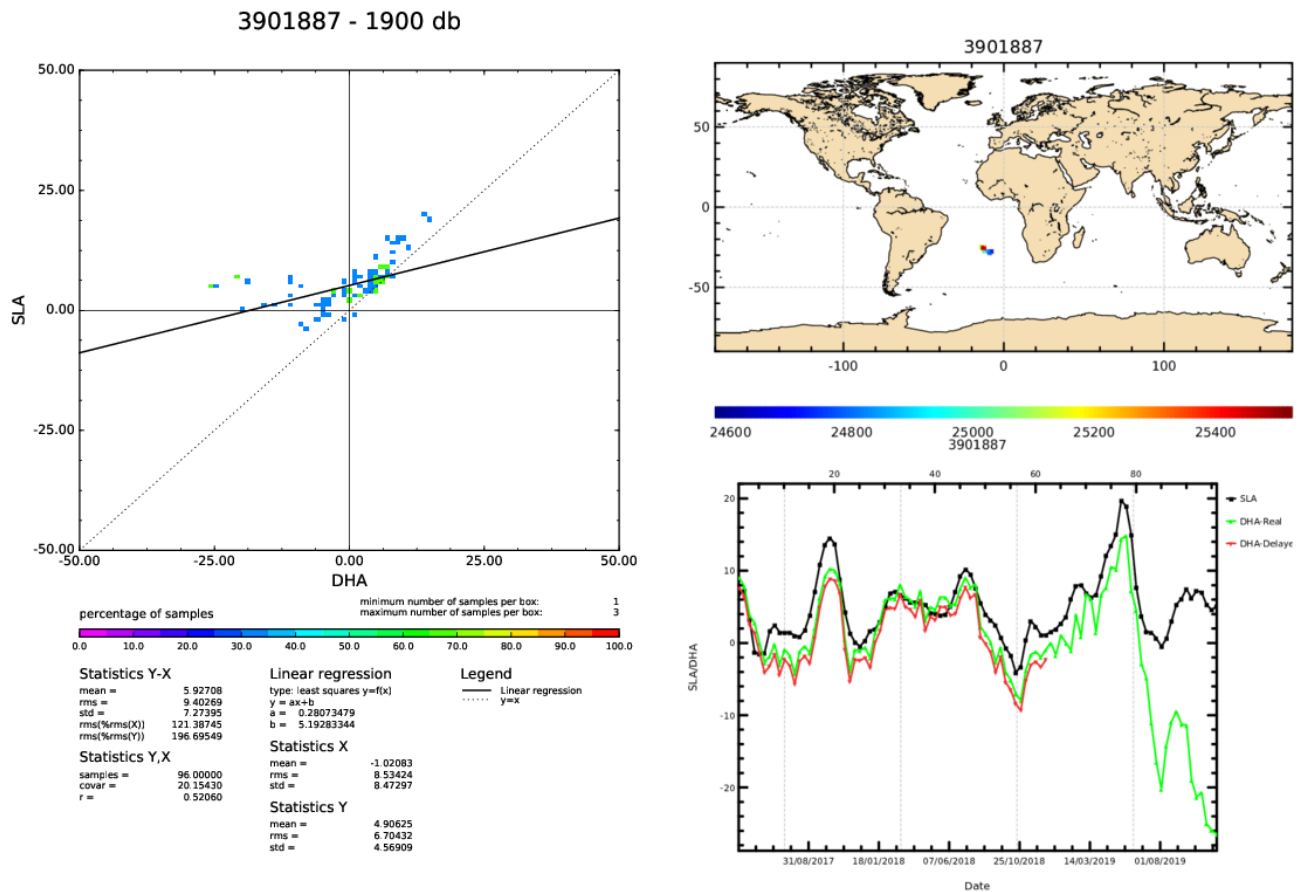 3901887 - 1900 db
50.00
25.00
0.00
-25.00
-50.00
SLA
-50.00 -25.00 0.00 25.00 50.00
DHA
percentage of samples
minimum number of samples per box: 1
maximum number of samples per box: 3
0.0 10.0 20.0 30.0 40.0 50.0 60.0 70.0 80.0 90.0 100.0
Statistics Y-X
mean = 5.92708
rms = 9.40269
std = 7.27395
rms(%rms(X)) 121.38745
rms(%rms(Y)) 196.69549
Statistics Y,X
samples = 96.00000
covar = 20.15430
r = 0.52060
Linear regression
type: least squares y=f(x)
y = ax+b
a = 0.28073479
b = 5.19283344
Statistics X
mean = -1.02083
rms = 8.53424
std = 8.47297
Statistics Y
mean = 4.90625
rms = 6.70432
std = 4.56909
Legend
Linear regression
y=x
3901887
50
0
-50
-100 0 100
24600 24800 25000 25200 25400
3901887
20 40 60 80
20
10
0
-10
-20
SLA/DHA
31/08/2017 18/01/2018 07/06/2018 25/10/2018 14/03/2019 01/08/2019
Date
SLA
DHA-Real
DHA-Delaye